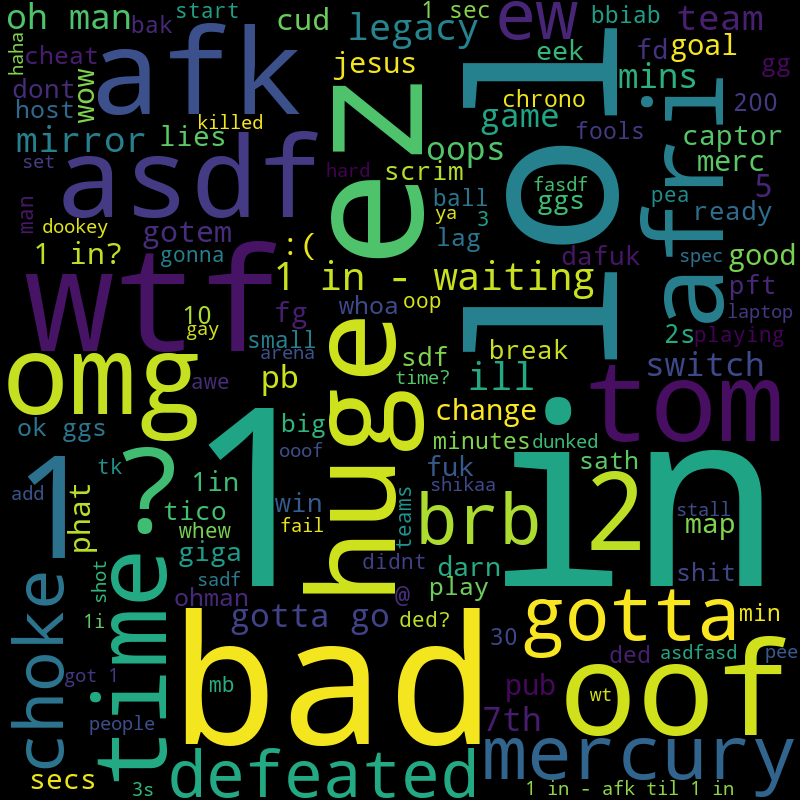 oh man
bak
start
cud
1 sec
legacy
ew
bbiab
team
haha
cheat
wow
afk
jesus
eek
fd
goal
gg
dont
host
killed
ez
chrono
mins
200
mirror
lies
lol
game
fools
captor
set
asdf
hard
oops
scrim
merc
fasdf
ggs
afri
man
dookey
gotem
ball
ya
3
pea
5
ready
1 in?
gonna
:(
lag
dafuk
spec
good
wtf
1 in - waiting
pft
10
gay
fg
whoa
oop
laptop
small
2s
playing
omg
arena
sdf
break
switch
awe
pb
huge
time?
ill
tom
ok ggs
big
change
1
ooof
minutes
dunked
1 in
tk
fuk
sath
add
phat
1in
shikaa
2
tico
win
teams
brb
stall
map
whew
fail
time?
giga
didnt
darn
shit
shot
sadf
ohman
@
play
choke
1i
gotta go
ded?
gotta
min
30
got 1
bad
ded
asdfasd
pee
mb
pub
wt
oof
people
7th
mercury
secs
3s
defeated
1 in - afk til 1 in